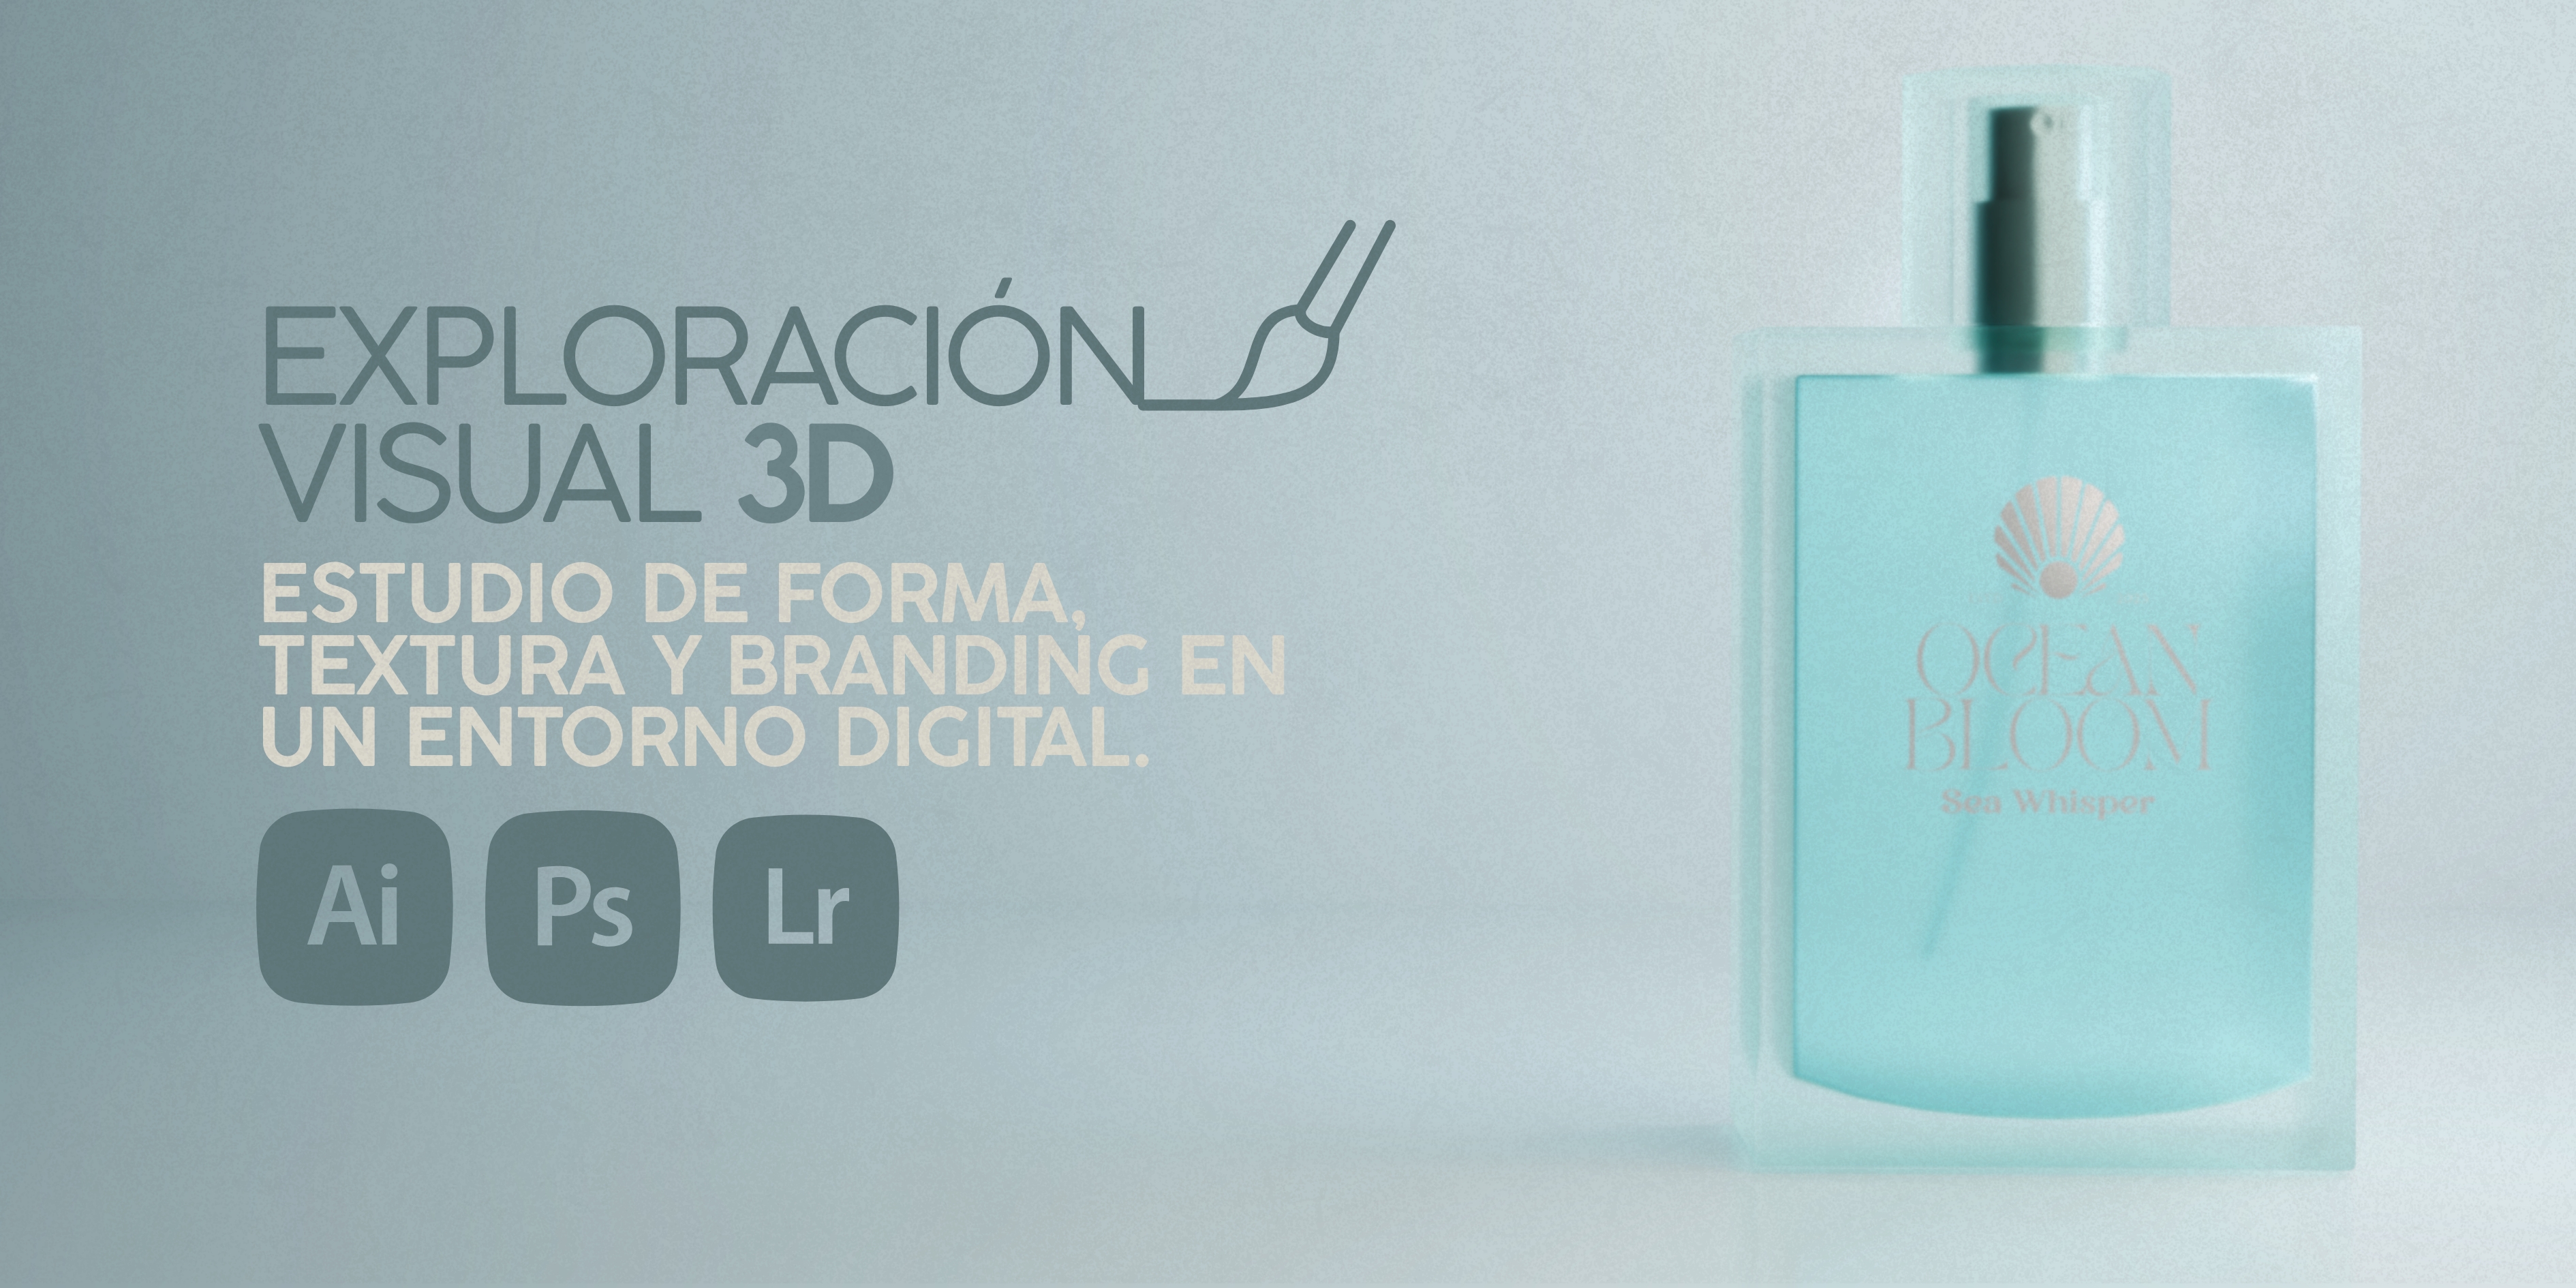 EXPLORACIÓN
VISUAL 3D
ESTUDIO DE FORMA,
TEXTURA Y BRANDING EN
UN ENTORNO DIGITAL.
Ai Ps Lr
OCEAN
BLOOM
Sea Whisper